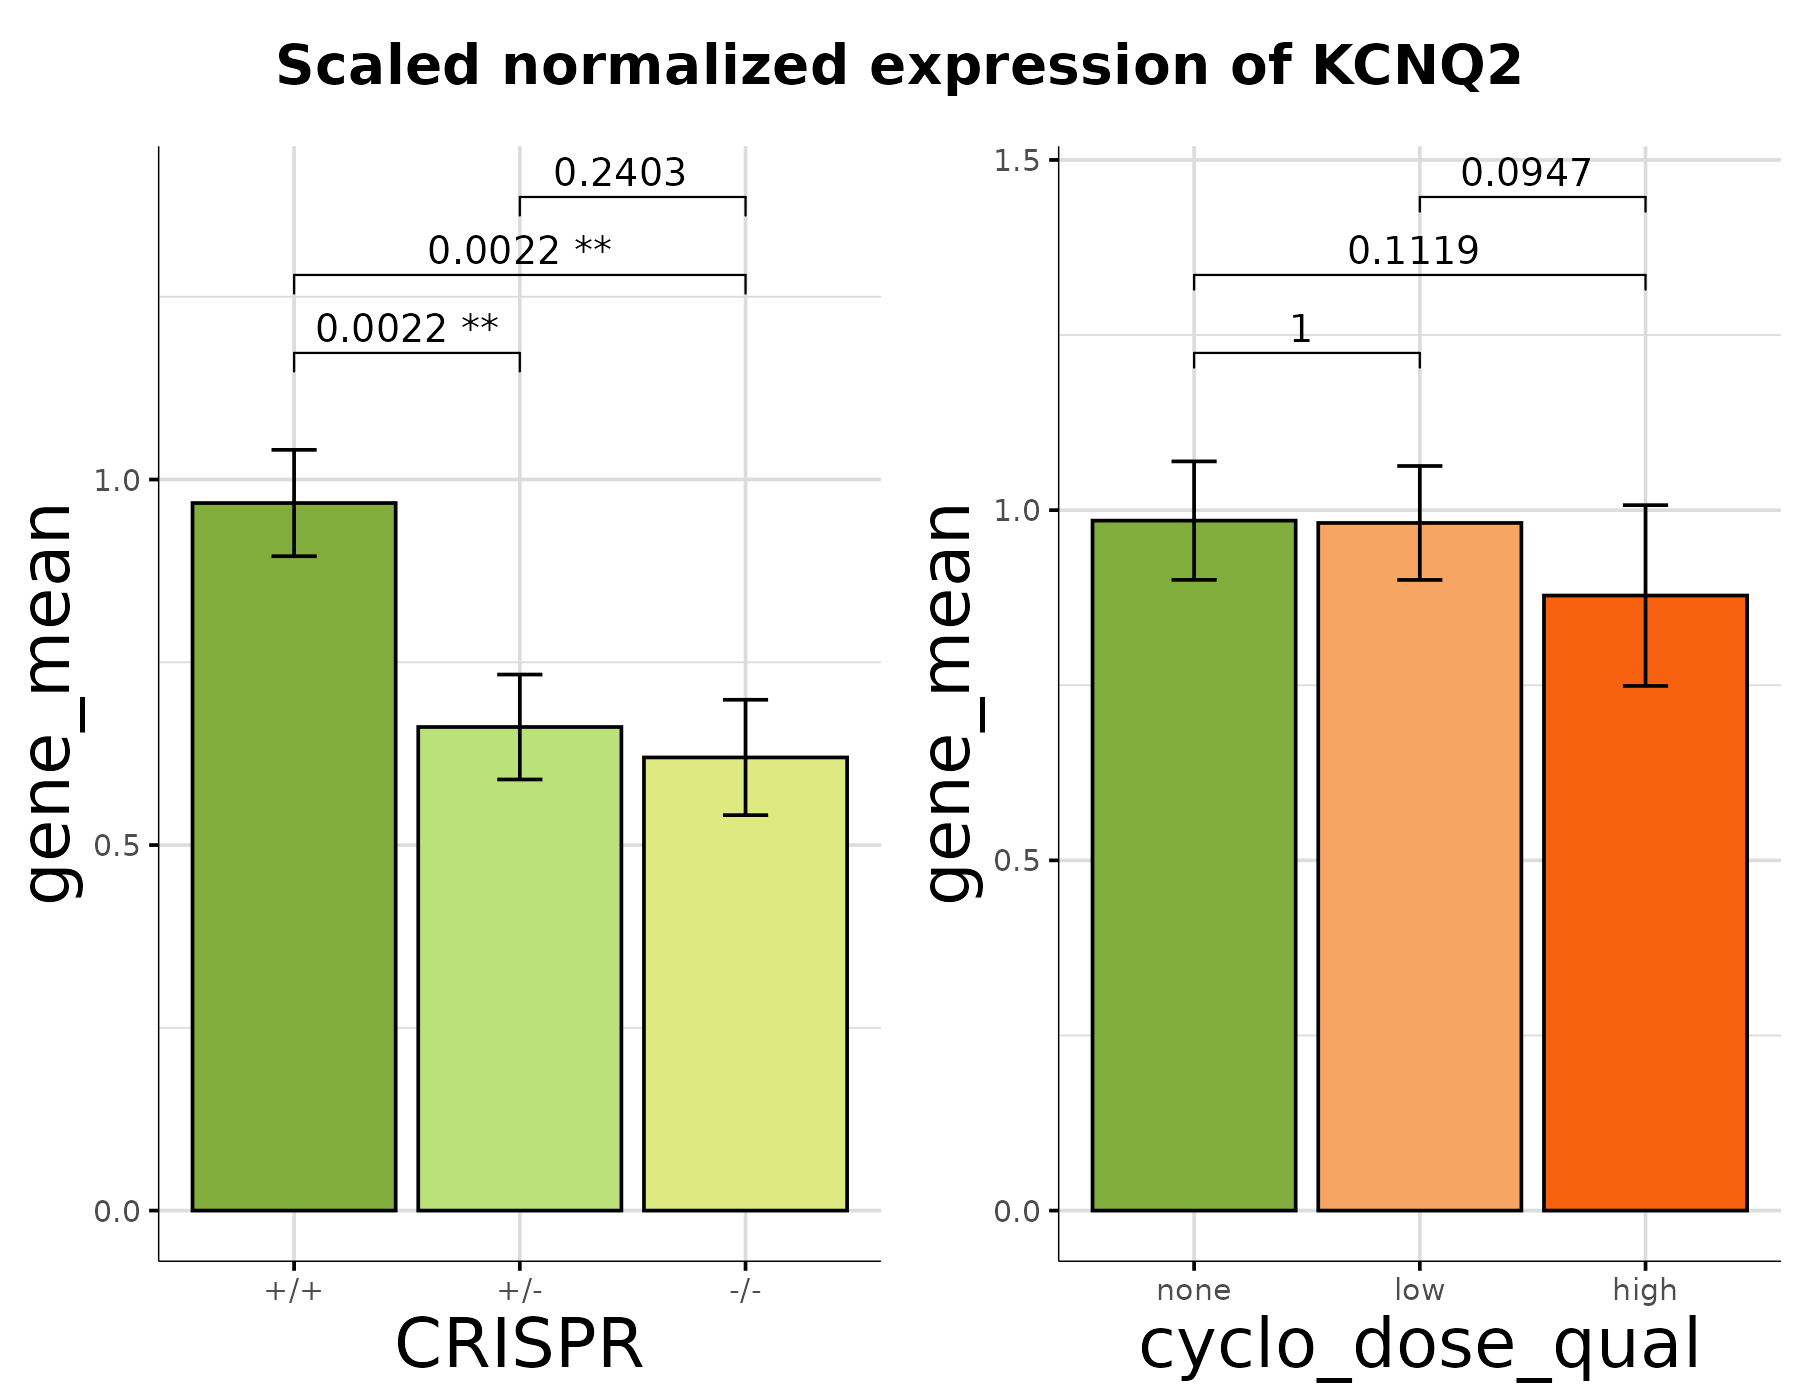 Scaled normalized expression of KCNQ2
0.2403
0.0022 **
0.0022 **
1.0
0.5
0.0
gene_mean
+/+ +/- -/-
CRISPR
0.0947
0.1119
1
1.5
1.0
0.5
0.0
gene_mean
none low high
cyclo_dose_qual